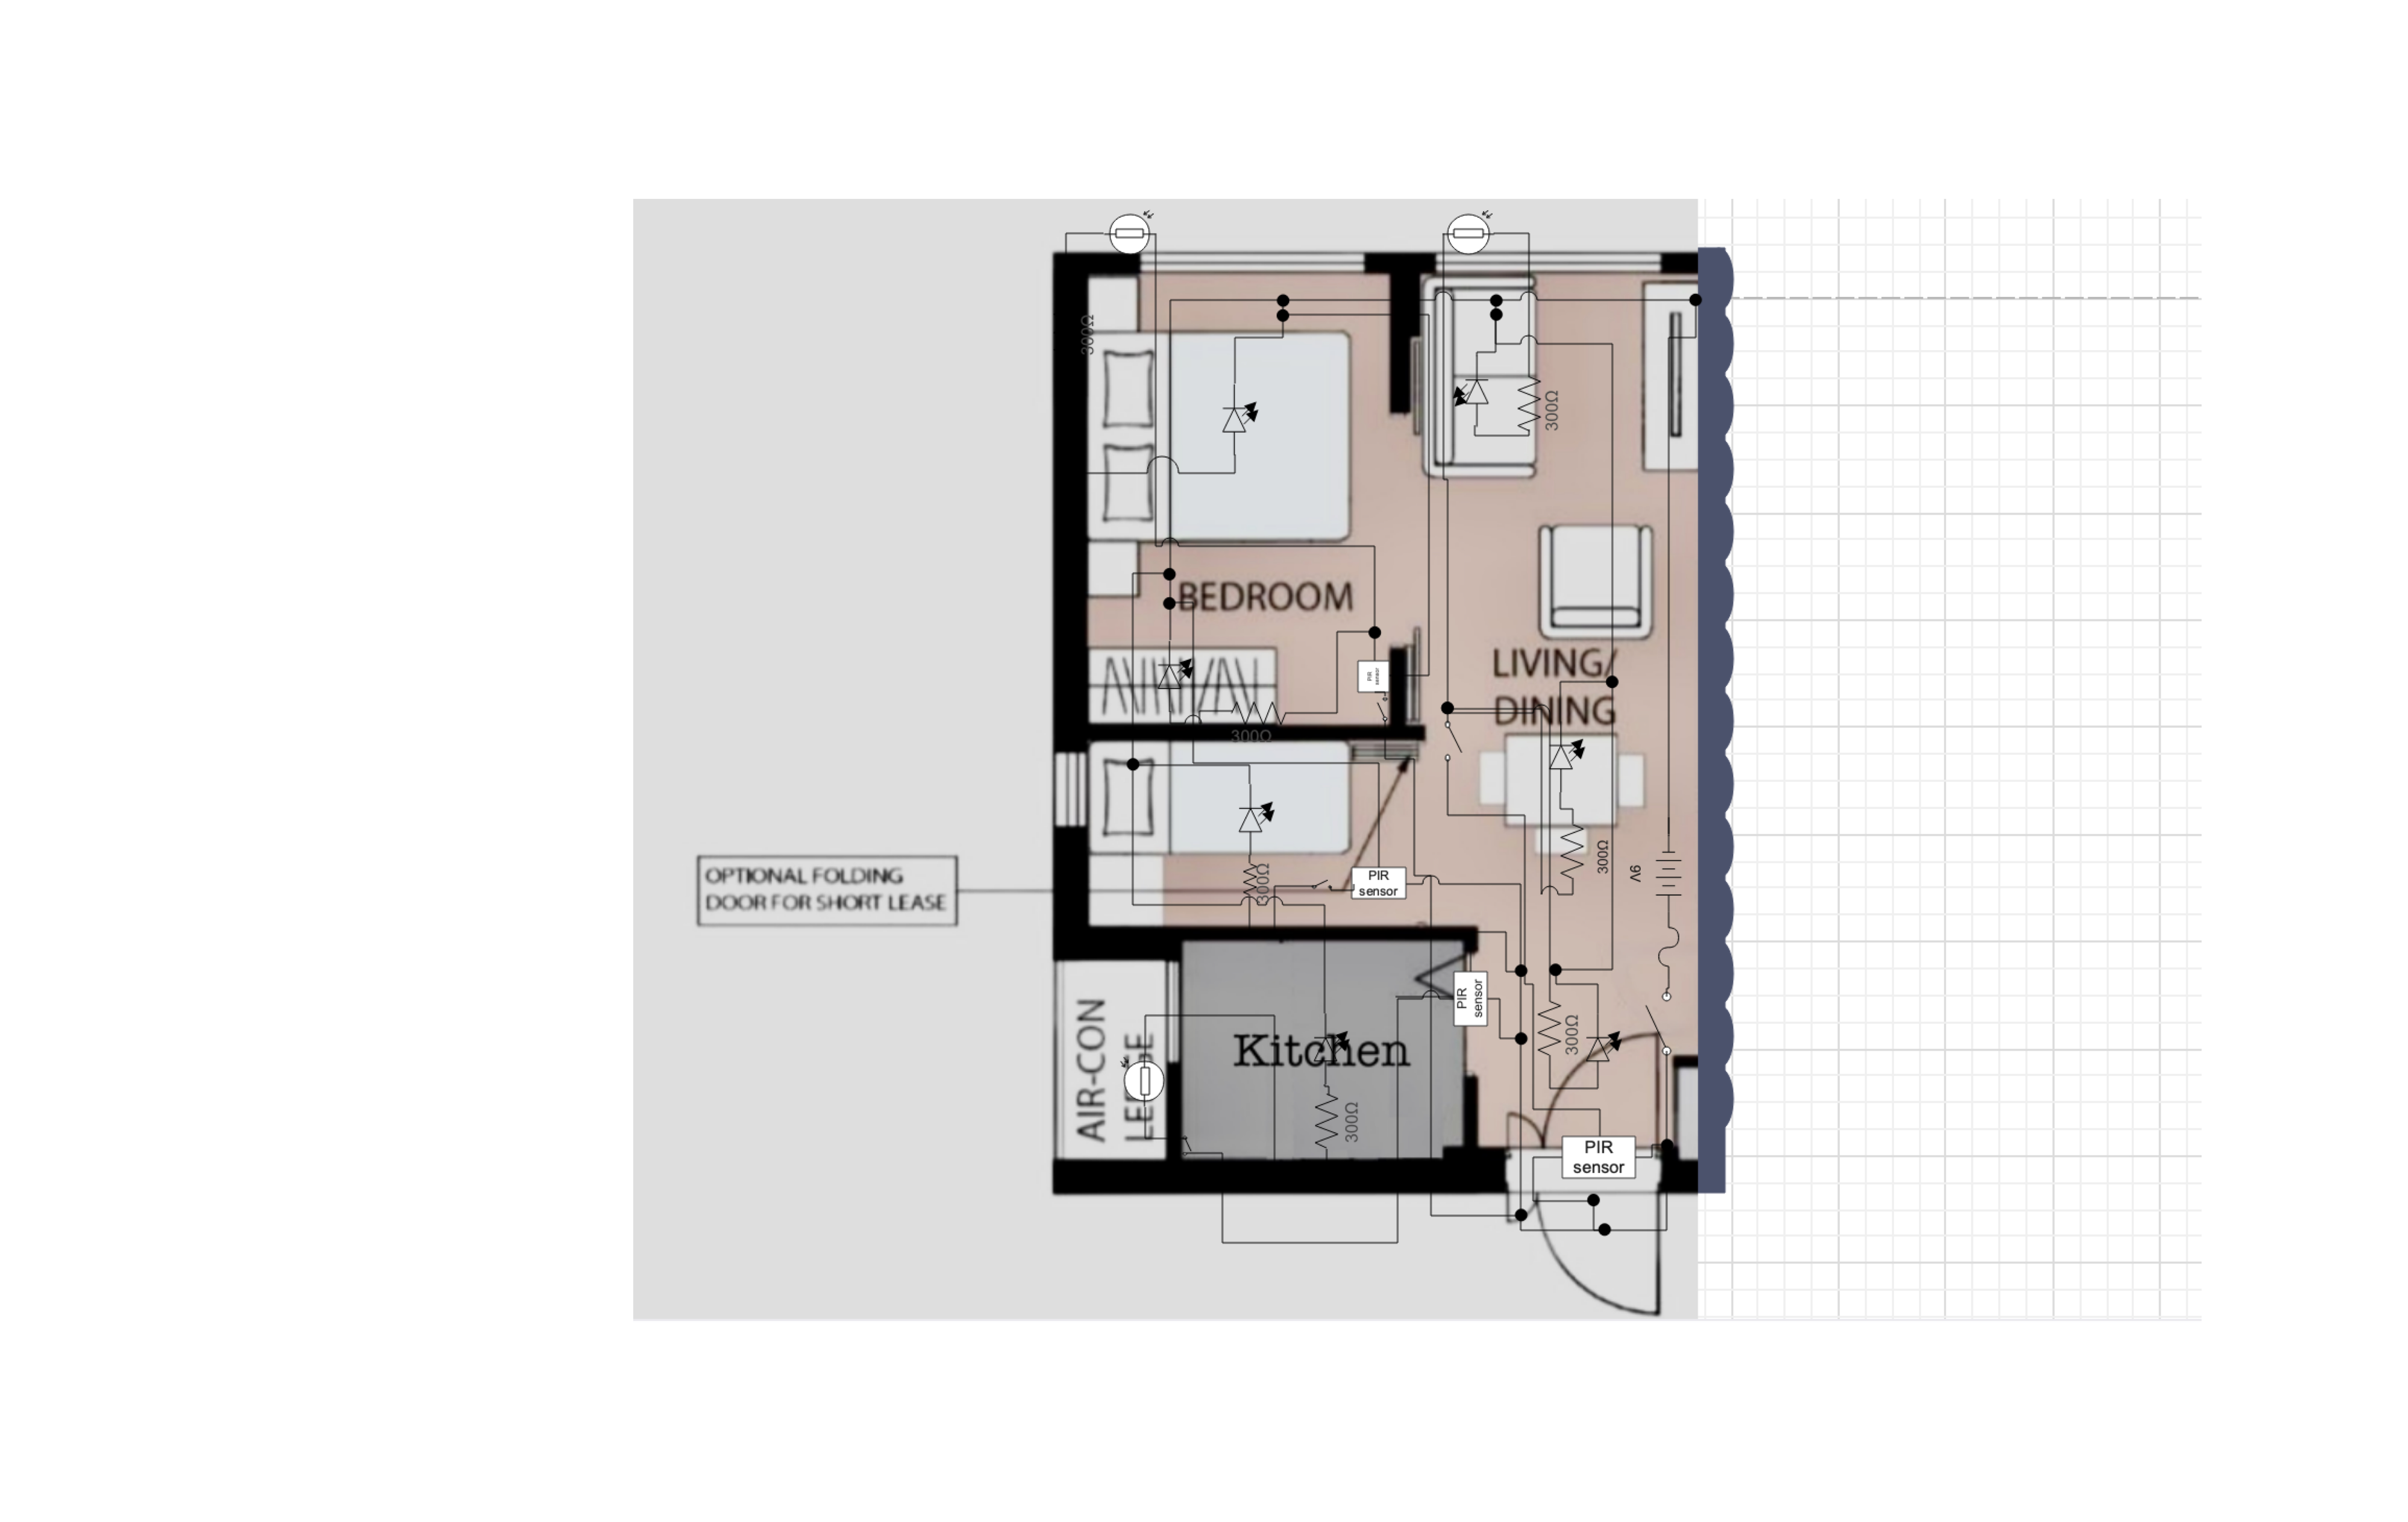 300Ω
300Ω
BEDROOM
PIR
sensor
LIVING/
DINING
300Ω
300Ω
9V
OPTIONAL FOLDING
DOOR FOR SHORT LEASE
300Ω
PIR
sensor
PIR
sensor
AIR-CON
LEDGE
Kitchen
300Ω
300Ω
PIR
sensor